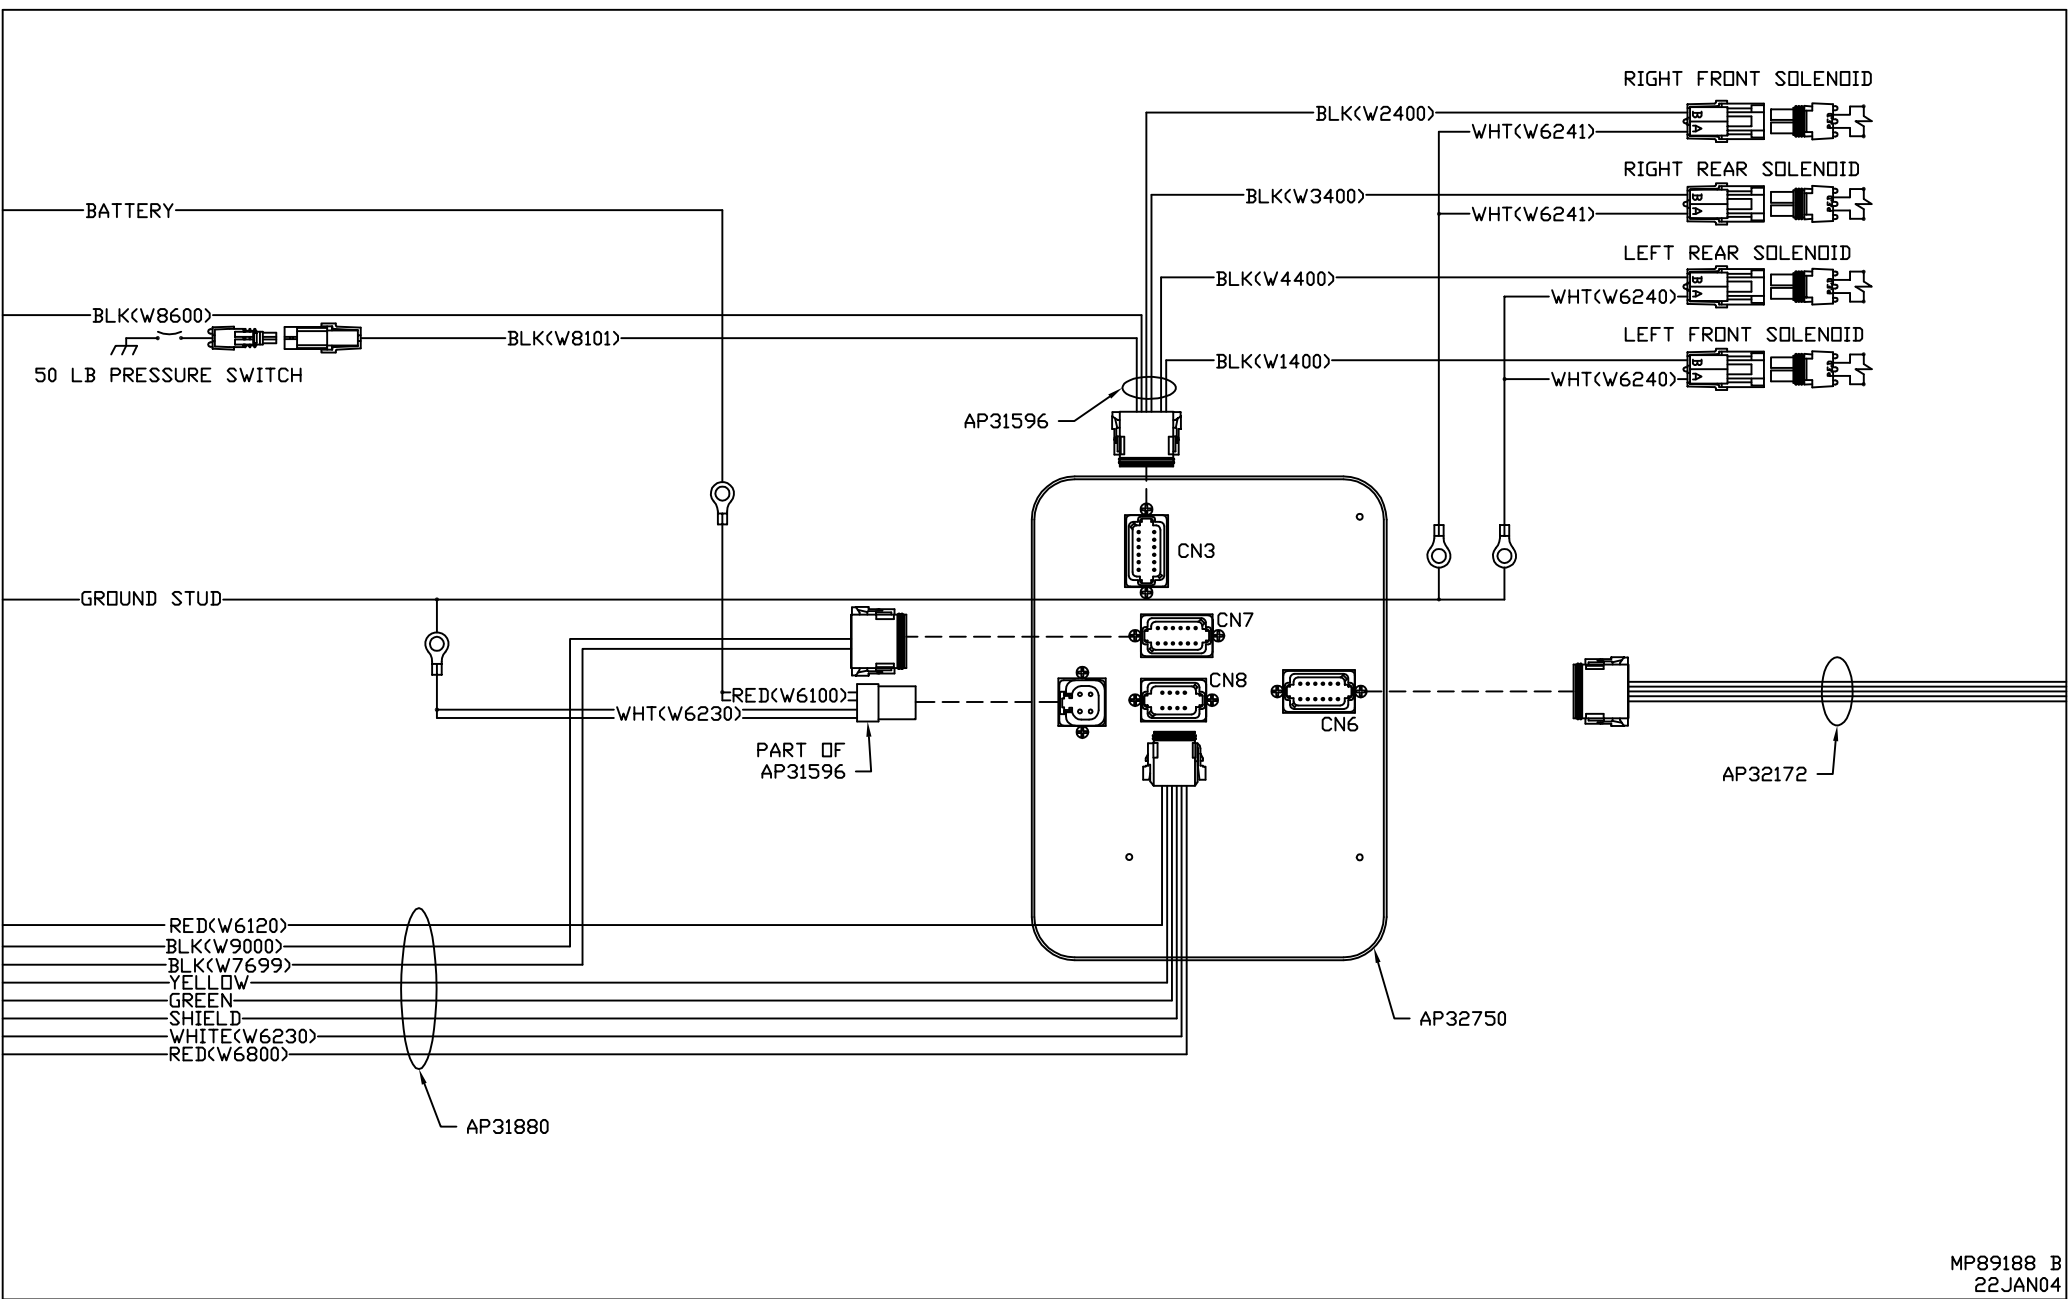 RIGHT FRONT SOLENOID
BLK(W2400)
WHT(W6241)
B
A
RIGHT REAR SOLENOID
BLK(W3400)
WHT(W6241)
B
A
BATTERY
LEFT REAR SOLENOID
BLK(W4400)
WHT(W6240)
B
A
BLK(W8600)
BLK(W8101)
50 LB PRESSURE SWITCH
LEFT FRONT SOLENOID
BLK(W1400)
WHT(W6240)
B
A
AP31596
CN3
GROUND STUD
CN7
CN8
RED(W6100)
WHT(W6230)
CN6
PART OF
AP31596
AP32172
RED(W6120)
BLK(W9000)
BLK(W7699)
YELLOW
GREEN
SHIELD
WHITE(W6230)
RED(W6800)
AP32750
AP31880
MP89188 B
22JAN04